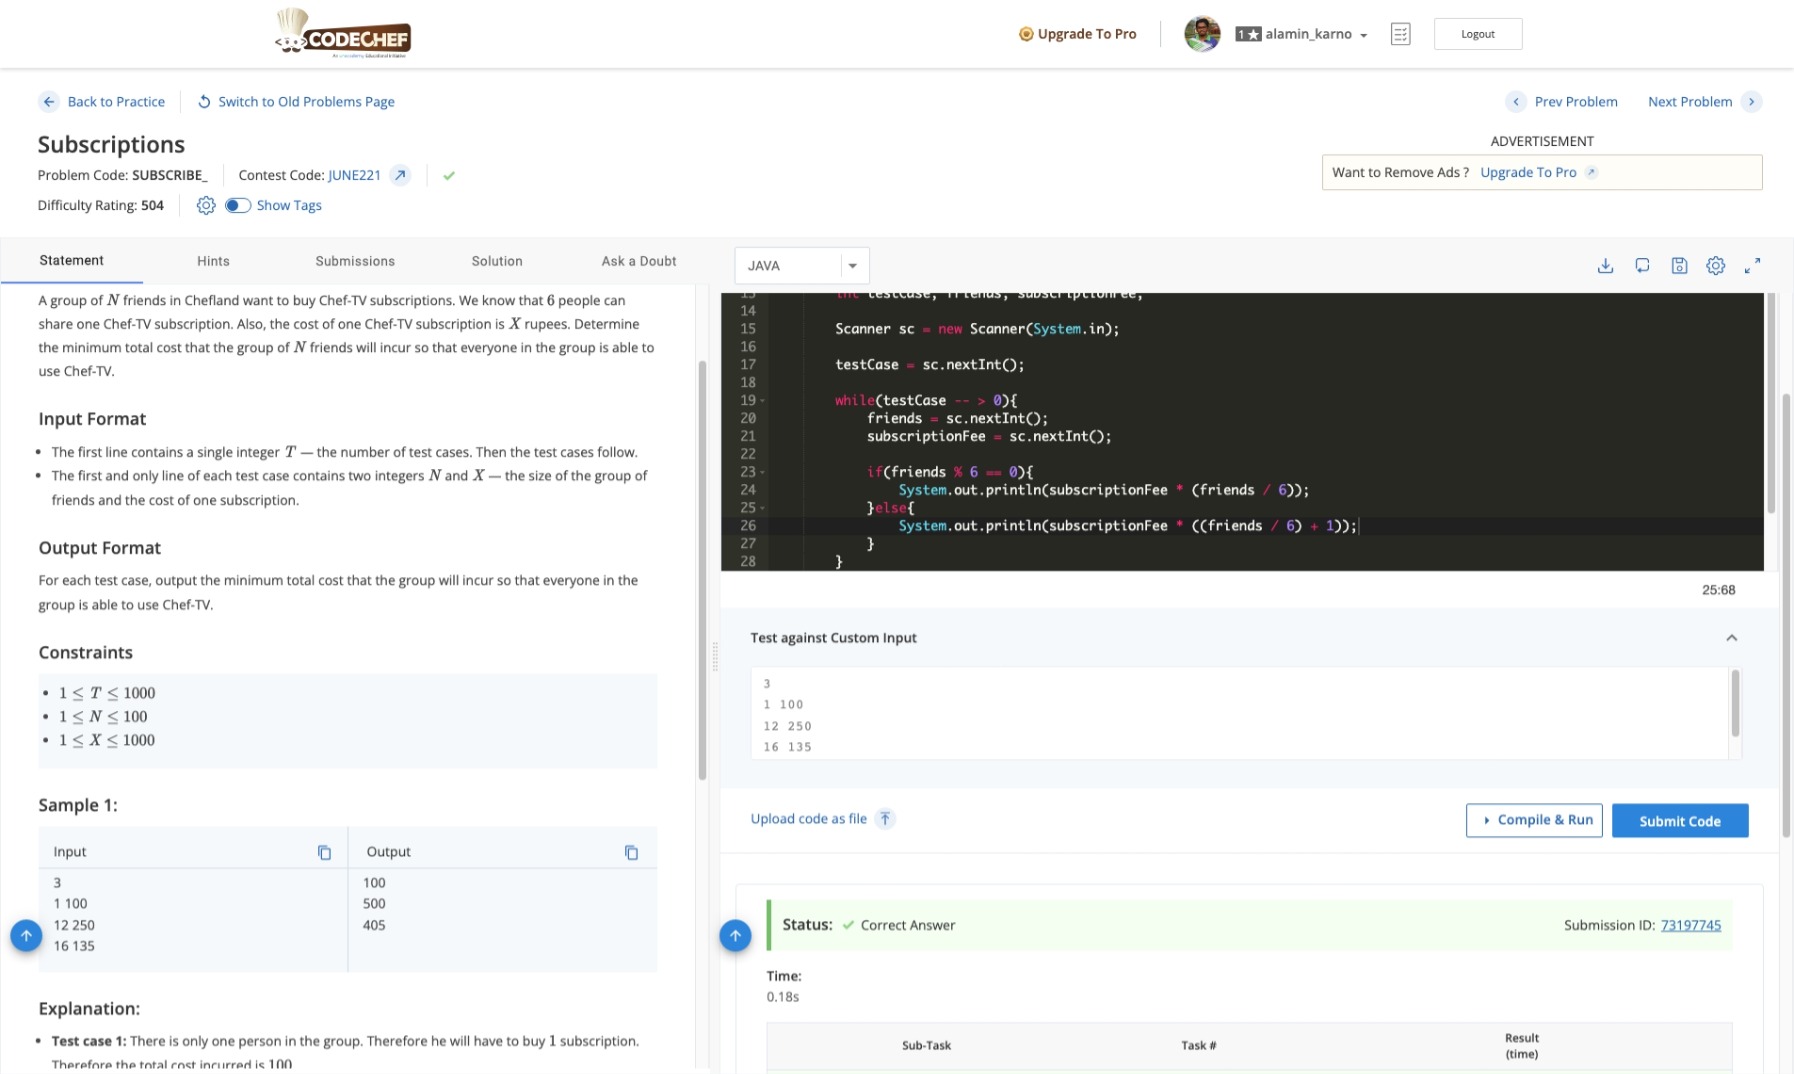 CODECHEF
Upgrade To Pro
1★ alamin_karno
Logout
Back to Practice
Switch to Old Problems Page
Prev Problem
Next Problem
Subscriptions
ADVERTISEMENT
Want to Remove Ads ? Upgrade To Pro
Problem Code: SUBSCRIBE_
Contest Code: JUNE221
Difficulty Rating: 504
Show Tags
Statement
Hints
Submissions
Solution
Ask a Doubt
JAVA
A group of N friends in Chefland want to buy Chef-TV subscriptions. We know that 6 people can
share one Chef-TV subscription. Also, the cost of one Chef-TV subscription is X rupees. Determine
the minimum total cost that the group of N friends will incur so that everyone in the group is able to
use Chef-TV.
Input Format
• The first line contains a single integer T — the number of test cases. Then the test cases follow.
• The first and only line of each test case contains two integers N and X — the size of the group of
friends and the cost of one subscription.
Output Format
For each test case, output the minimum total cost that the group will incur so that everyone in the
group is able to use Chef-TV.
Constraints
• 1 ≤ T ≤ 1000
• 1 ≤ N ≤ 100
• 1 ≤ X ≤ 1000
Sample 1:
Input
Output
3
1 100
12 250
16 135
100
500
405
Explanation:
• Test case 1: There is only one person in the group. Therefore he will have to buy 1 subscription.
Therefore the total cost incurred is 100
13 int testCase, friends, subscriptionFee;
14
15 Scanner sc = new Scanner(System.in);
16
17 testCase = sc.nextInt();
18
19 while(testCase -- > 0){
20 friends = sc.nextInt();
21 subscriptionFee = sc.nextInt();
22
23 if(friends % 6 == 0){
24 System.out.println(subscriptionFee * (friends / 6));
25 }else{
26 System.out.println(subscriptionFee * ((friends / 6) + 1));
27 }
28 }
25:68
Test against Custom Input
3
1 100
12 250
16 135
Upload code as file
Compile & Run
Submit Code
Status: Correct Answer
Submission ID: 73197745
Time:
0.18s
Sub-Task
Task #
Result
(time)